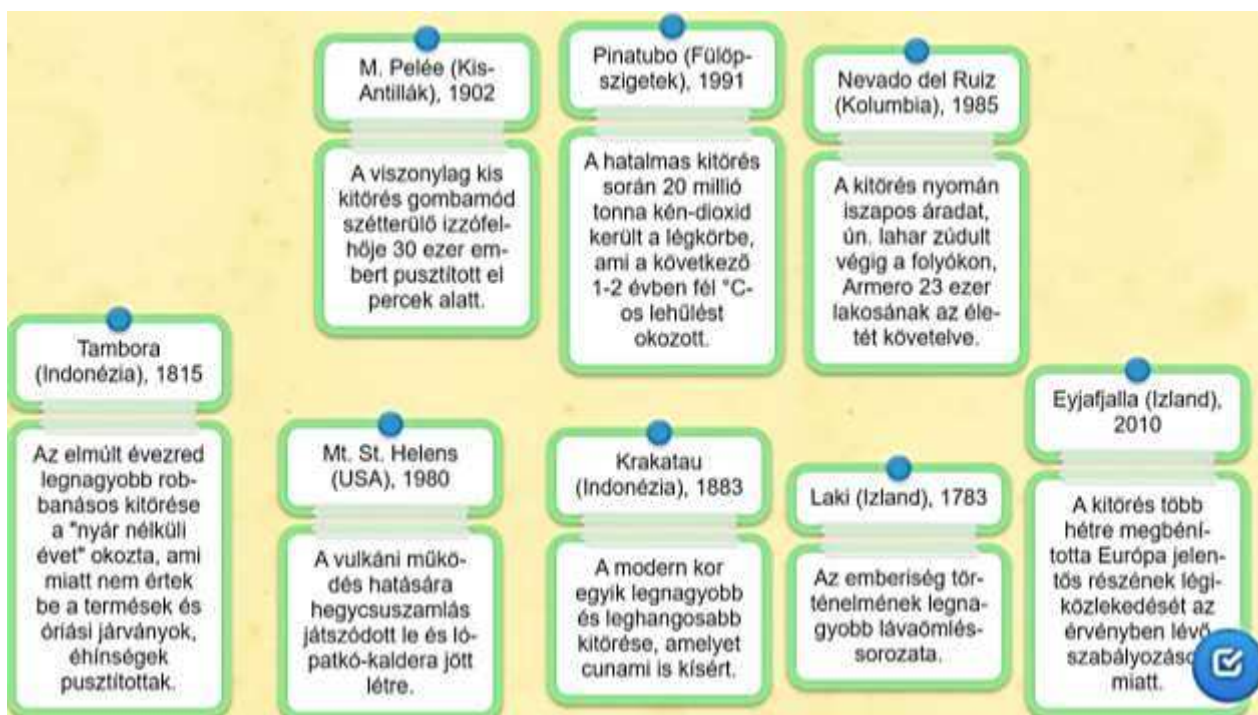 M. Pelée (Kis-
Antillák), 1902
A viszonylag kis
kitörés gombamód
szétterülő izzófel-
hője 30 ezer em-
bert pusztított el
percek alatt.
Pinatubo (Fülöp-
szigetek), 1991
A hatalmas kitörés
során 20 millió
tonna kén-dioxid
került a légkörbe,
ami a következő
1-2 évben fél °C-
os lehűlést
okozott.
Nevado del Ruiz
(Kolumbia), 1985
A kitörés nyomán
iszapos áradat,
ún. lahar zúdult
végig a folyókon,
Armero 23 ezer
lakosának az éle-
tét követelve.
Tambora
(Indonézia), 1815
Az elmúlt évezred
legnagyobb rob-
banásos kitörése
a "nyár nélküli
évet" okozta, ami
miatt nem értek
be a termések és
óriási járványok,
éhínségek
pusztítottak.
Mt. St. Helens
(USA), 1980
A vulkáni műkö-
dés hatására
hegycsuszamlás
játszódott le és ló-
patkó-kaldera jött
létre.
Krakatau
(Indonézia), 1883
A modern kor
egyik legnagyobb
és leghangosabb
kitörése, amelyet
cunami is kísért.
Laki (Izland), 1783
Az emberiség tör-
ténelmének legna-
gyobb lávaömlés-
sorozata.
Eyjafjalla (Izland),
2010
A kitörés több
hétre megbéní-
totta Európa jelen-
tős részének légi-
közlekedését az
érvényben lévő
szabályozáso
miatt.